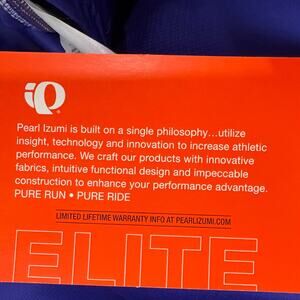 Pearl Izumi is built on a single philosophy...utilize
insight, technology and innovation to increase athletic
performance. We craft our products with innovative
fabrics, intuitive functional design and impeccable
construction to enhance your performance advantage.
PURE RUN • PURE RIDE
LIMITED LIFETIME WARRANTY INFO AT PEARLIZUMI.COM
ELITE